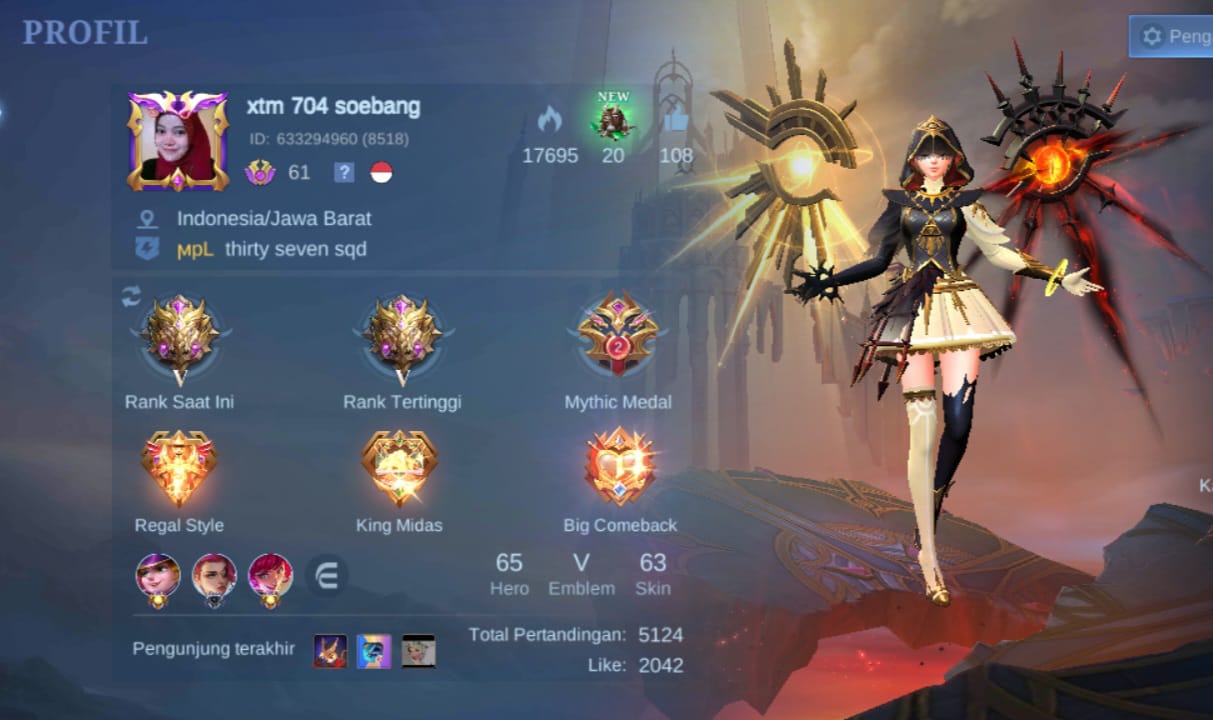 PROFIL
Peng
xtm 704 soebang
NEW
ID: 633294960 (8518)
17695 20 108
61 ?
Indonesia/Jawa Barat
MpL thirty seven sqd
V V 2
Rank Saat Ini Rank Tertinggi Mythic Medal
Regal Style King Midas Big Comeback
65 V 63
Hero Emblem Skin
Pengunjung terakhir
Total Pertandingan: 5124
Like: 2042